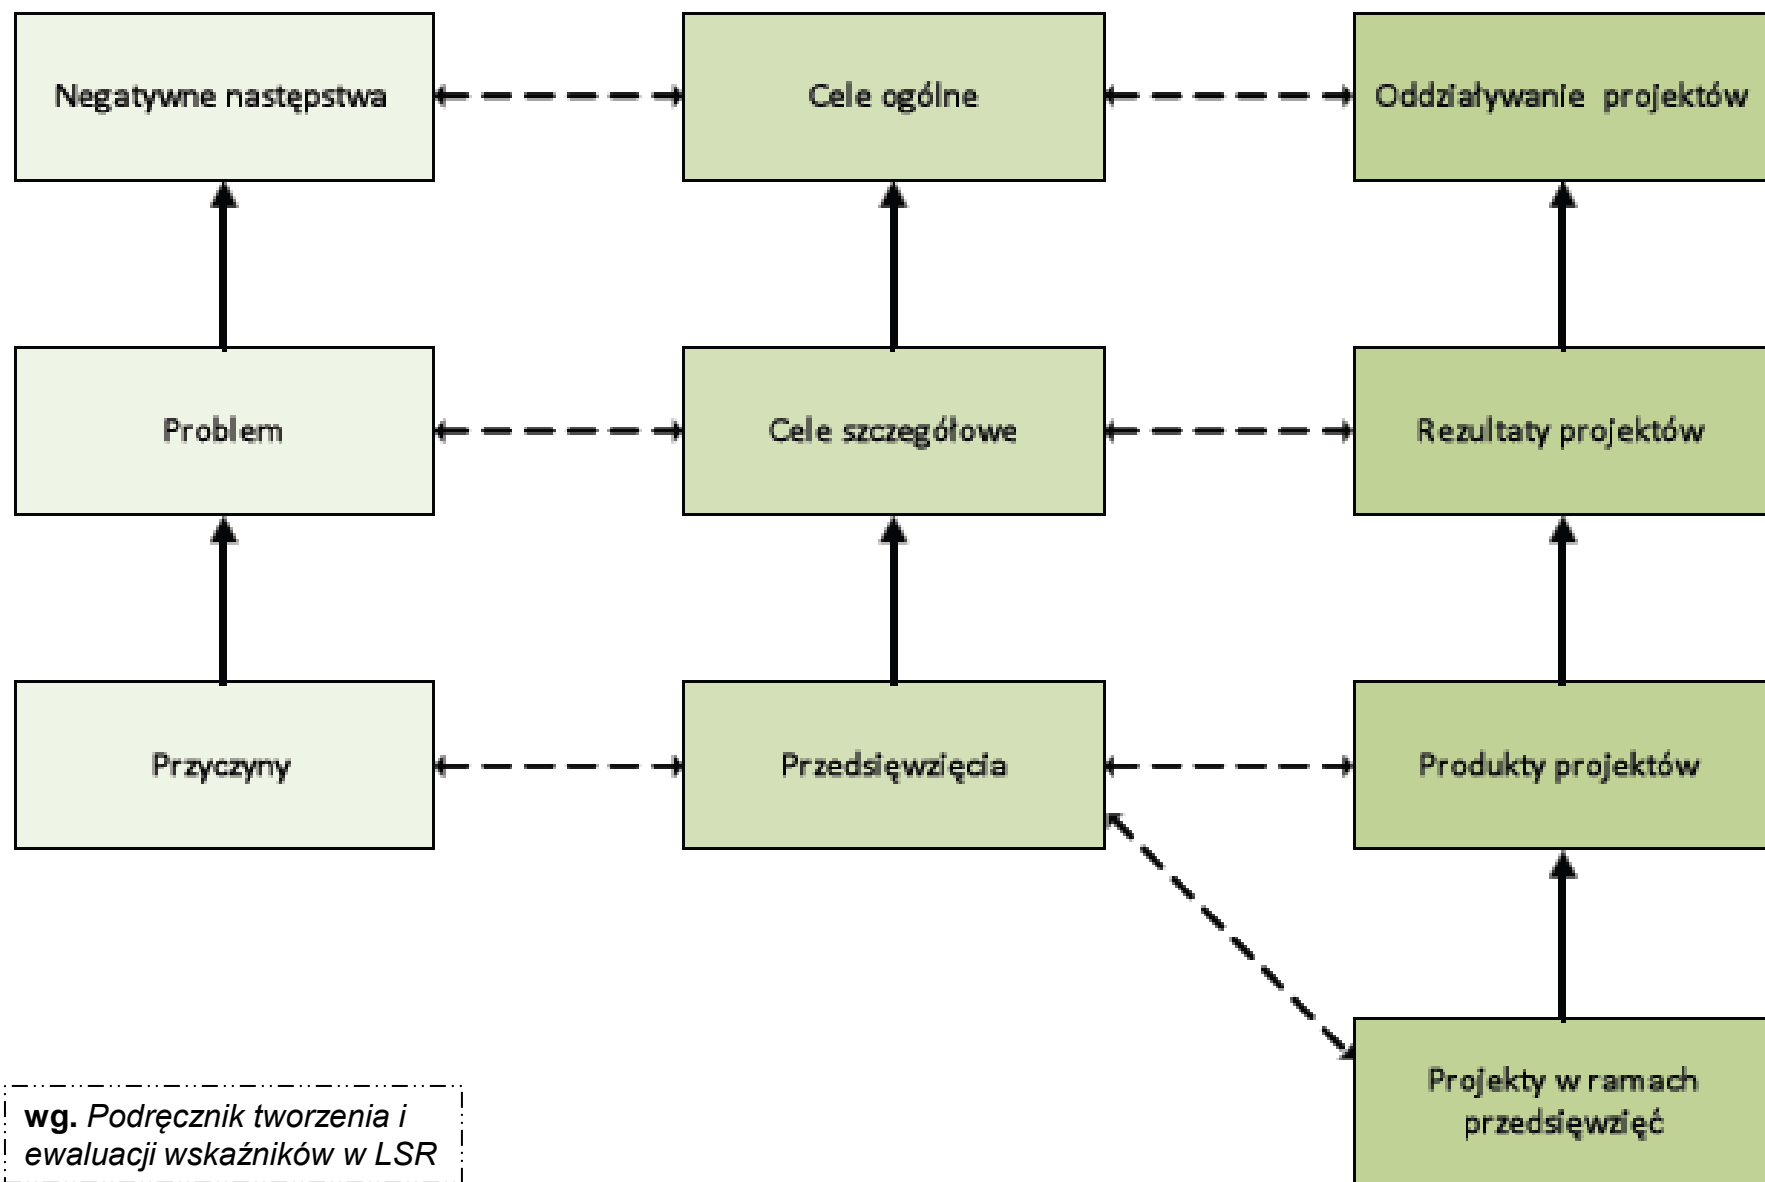 Negatywne następstwa
Cele ogólne
Oddziaływanie projektów
Problem
Cele szczegółowe
Rezultaty projektów
Przyczyny
Przedsięwzięcia
Produkty projektów
Projekty w ramach
przedsięwzięć
wg. Podręcznik tworzenia i
ewaluacji wskaźników w LSR